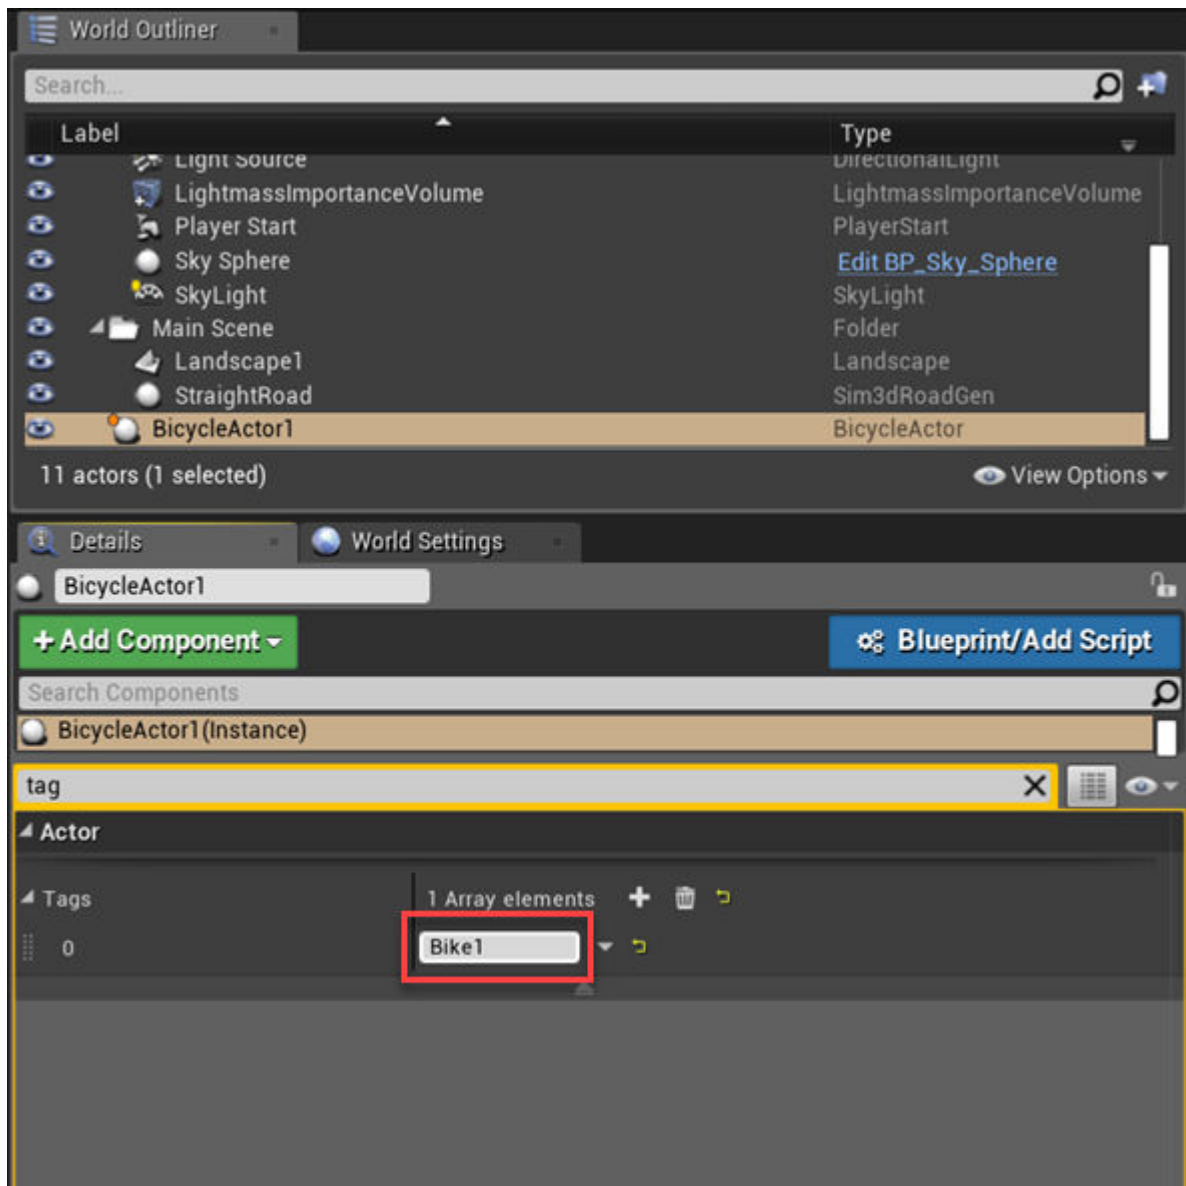 World Outliner
Search...
Label Type
Light Source DirectionalLight
LightmassImportanceVolume LightmassImportanceVolume
Player Start PlayerStart
Sky Sphere Edit BP_Sky_Sphere
SkyLight SkyLight
Main Scene Folder
Landscape1 Landscape
StraightRoad Sim3dRoadGen
BicycleActor1 BicycleActor
11 actors (1 selected) View Options
Details World Settings
BicycleActor1
+ Add Component Blueprint/Add Script
Search Components
BicycleActor1(Instance)
tag
Actor
Tags 1 Array elements
0 Bike1